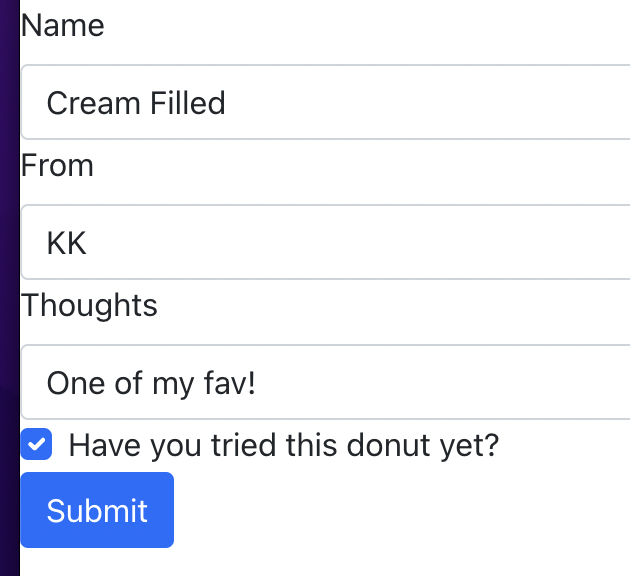 Name
Cream Filled
From
KK
Thoughts
One of my fav!
Have you tried this donut yet?
Submit